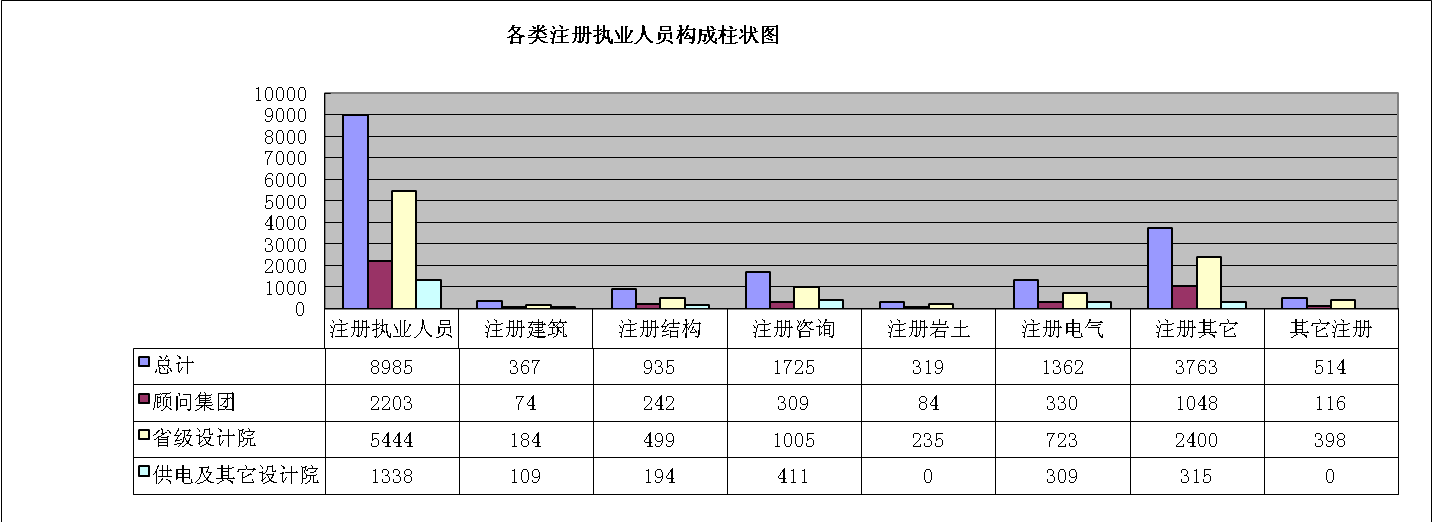 各类注册执业人员构成柱状图
10000
9000
8000
7000
6000
5000
4000
3000
2000
1000
0
注册执业人员 注册建筑 注册结构 注册咨询 注册岩土 注册电气 注册其它 其它注册
总计 8985 367 935 1725 319 1362 3763 514
顾问集团 2203 74 242 309 84 330 1048 116
省级设计院 5444 184 499 1005 235 723 2400 398
供电及其它设计院 1338 109 194 411 0 309 315 0